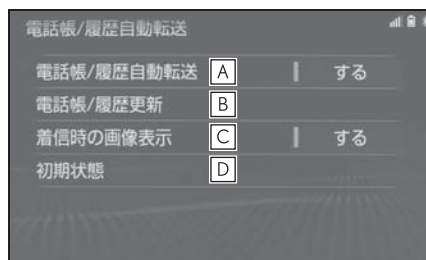 電話帳/履歴自動転送
電話帳/履歴自動転送 A する
電話帳/履歴更新 B
着信時の画像表示 C する
初期状態 D